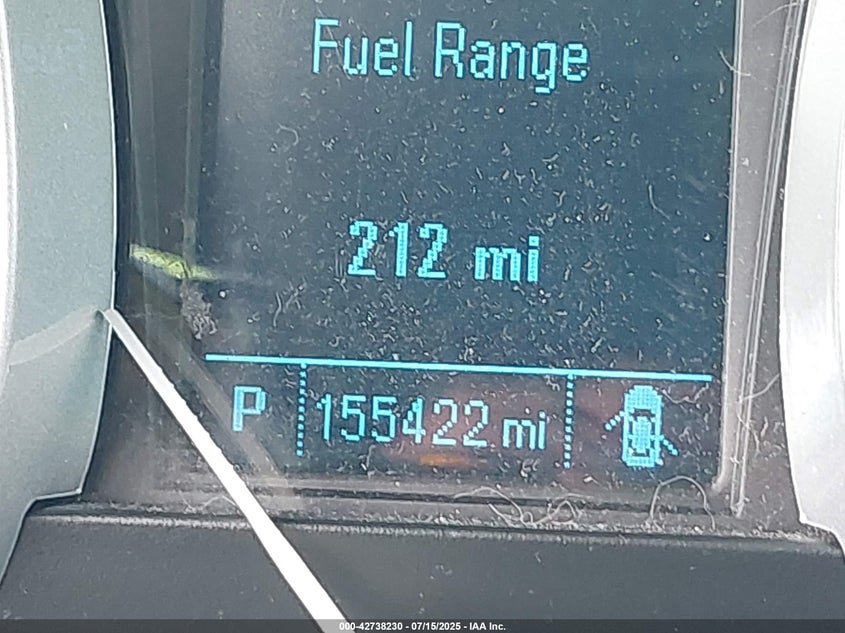 Fuel Range
212 mi
P 155422 mi
000-42738230 - 07/15/2025 - IAA Inc.